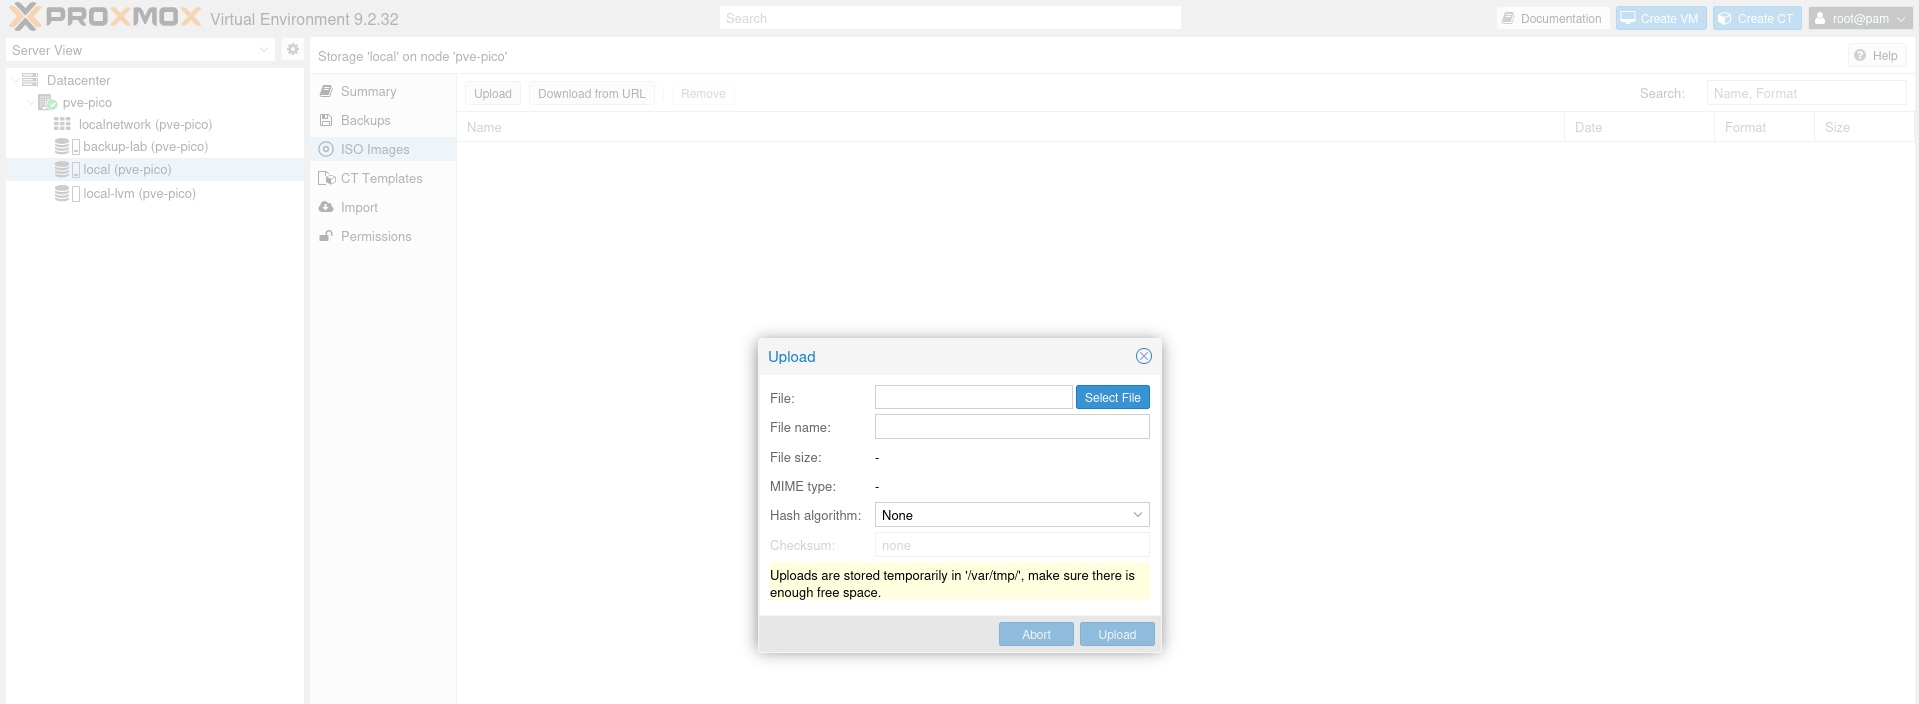 PROXMOX Virtual Environment 9.2.32
Search
Documentation
Create VM
Create CT
root@pam
Server View
Storage 'local' on node 'pve-pico'
Help
Datacenter
pve-pico
localnetwork (pve-pico)
backup-lab (pve-pico)
local (pve-pico)
local-lvm (pve-pico)
Summary
Backups
ISO Images
CT Templates
Import
Permissions
Upload
Download from URL
Remove
Search:
Name, Format
Name
Date
Format
Size
Upload
File:
Select File
File name:
File size: -
MIME type: -
Hash algorithm: None
Checksum: none
Uploads are stored temporarily in '/var/tmp/', make sure there is
enough free space.
Abort
Upload